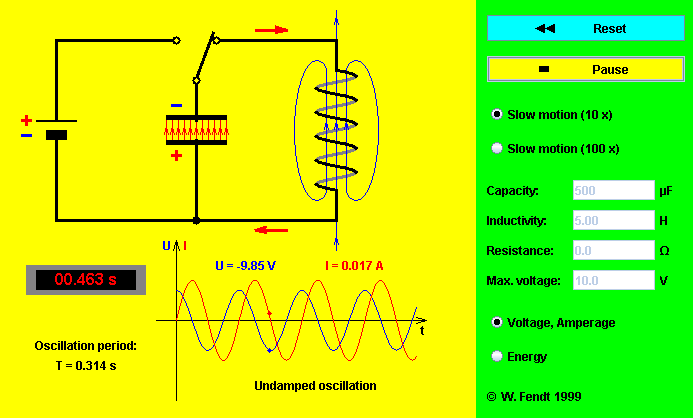 Reset
Pause
Slow motion (10 x)
Slow motion (100 x)
Capacity: 500 µF
Inductivity: 5.00 H
Resistance: 0.0 Ω
Max. voltage: 10.0 V
Voltage, Amperage
Energy
© W. Fendt 1999
+
-
-
+
U I
U = -9.85 V I = 0.017 A
00.463 s
t
Oscillation period:
T = 0.314 s
Undamped oscillation